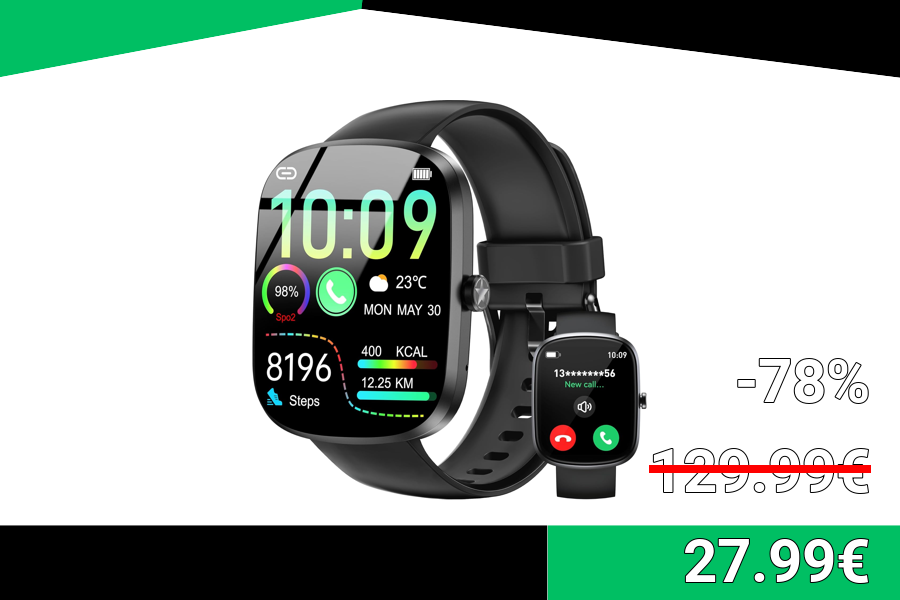 10:09
98%
Spo2
23℃
MON MAY 30
8196
Steps
400 KCAL
12.25 KM
10:09
13*******56
New call...
-78%
129.99€
27.99€